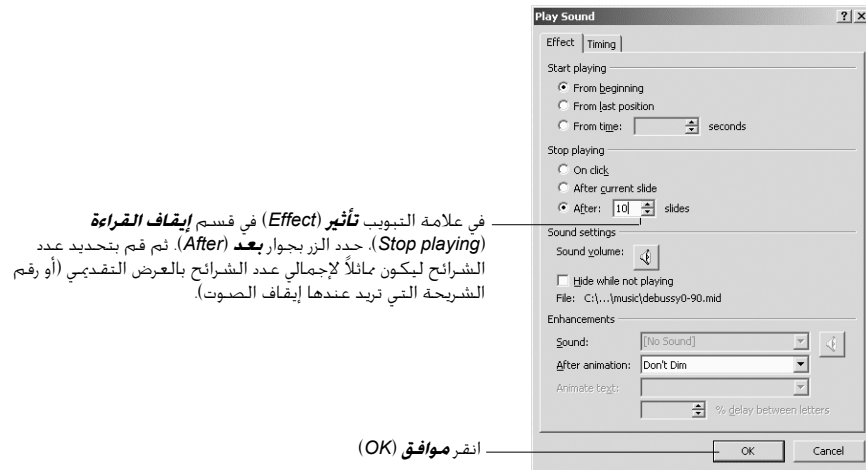 Play Sound
Effect Timing
Start playing
From beginning
From last position
From time: seconds
Stop playing
On click
After current slide
After: 10 slides
Sound settings
Sound volume:
Hide while not playing
File: C:\...\music\debussy0-90.mid
Enhancements
Sound: [No Sound]
After animation: Don't Dim
Animate text:
% delay between letters
OK Cancel
في علامة التبويب تأثير (Effect) في قسم إيقاف القراءة
(Stop playing)، حدد الزر بجوار بعد (After). ثم قم بتحديد عدد
الشرائح ليكون مماثلاً لإجمالي عدد الشرائح بالعرض التقديمي (أو رقم
الشريحة التي تريد عندها إيقاف الصوت).
انقر موافق (OK)